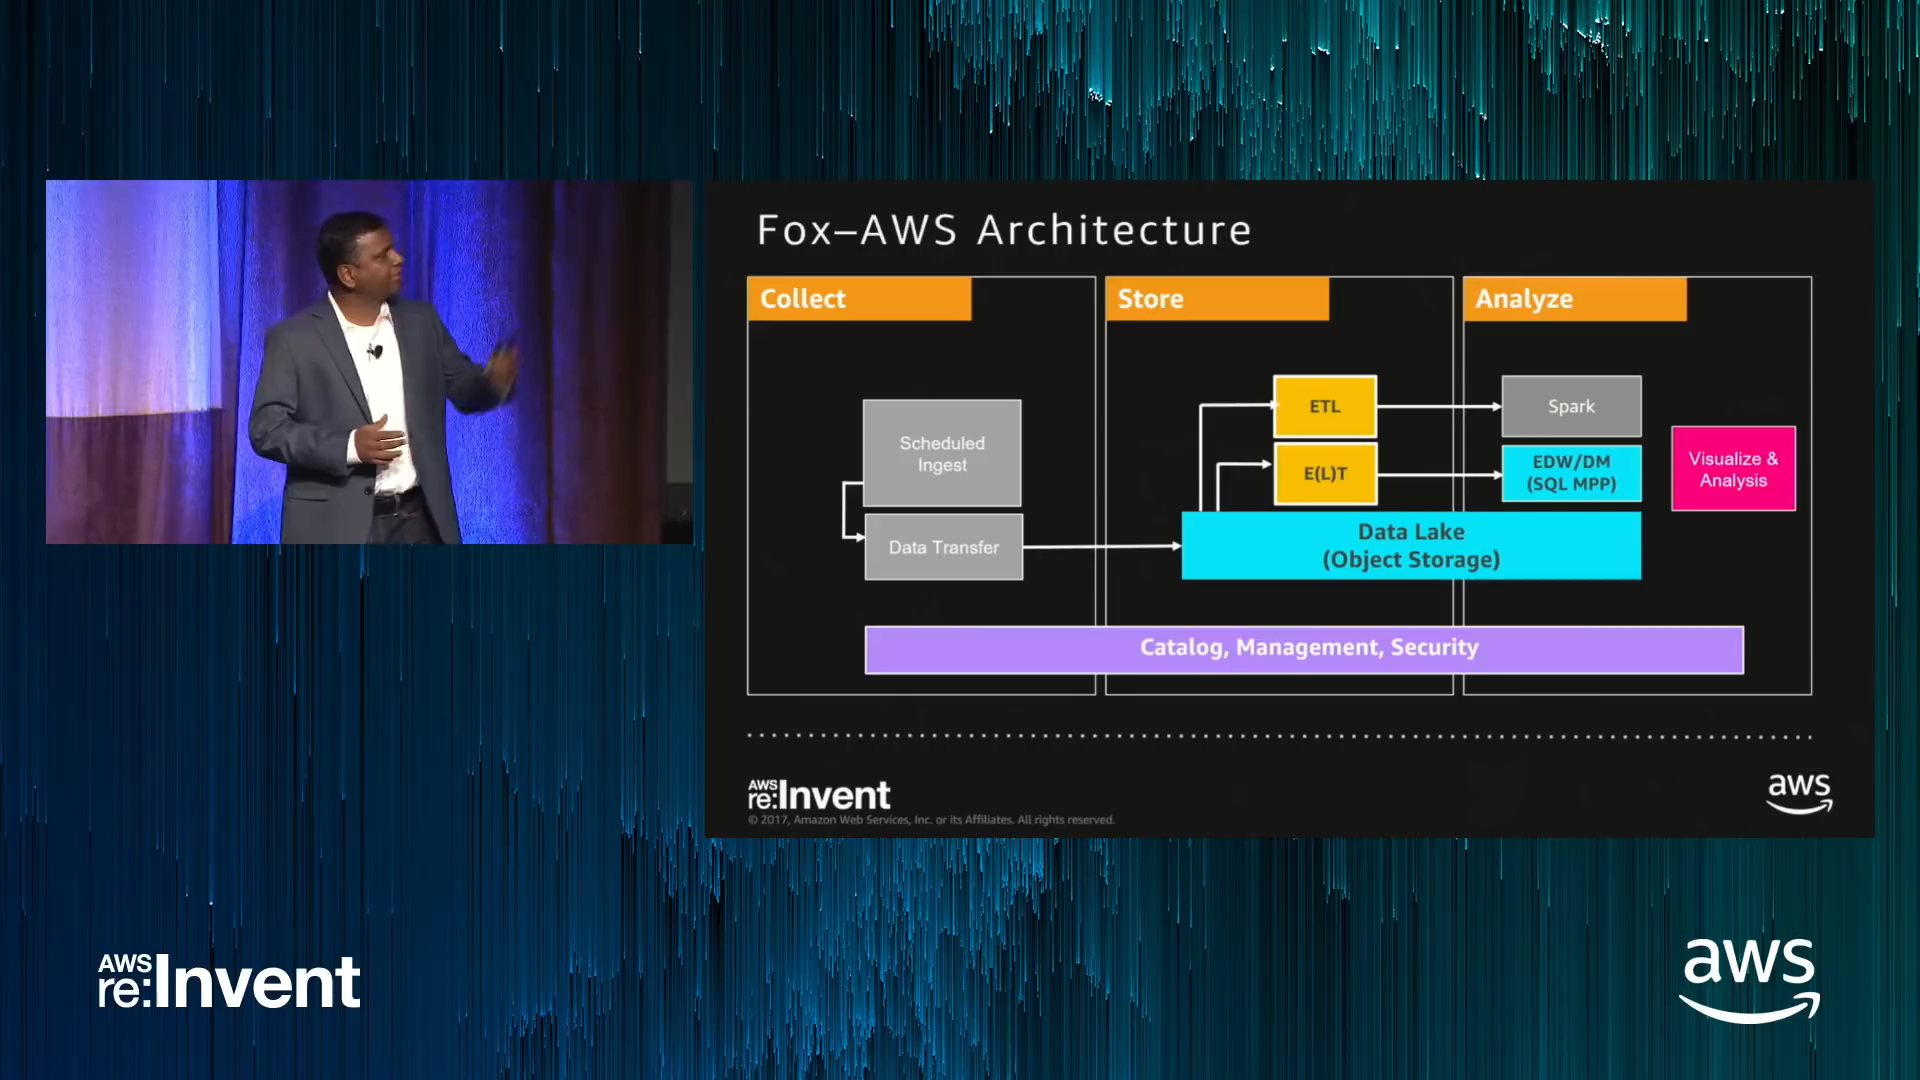 Fox–AWS Architecture
Collect
Store
Analyze
Scheduled
Ingest
Data Transfer
ETL
E(L)T
Spark
EDW/DM
(SQL MPP)
Visualize &
Analysis
Data Lake
(Object Storage)
Catalog, Management, Security
AWS
re:Invent
© 2017, Amazon Web Services, Inc. or its Affiliates. All rights reserved.
aws
AWS
re:Invent
aws